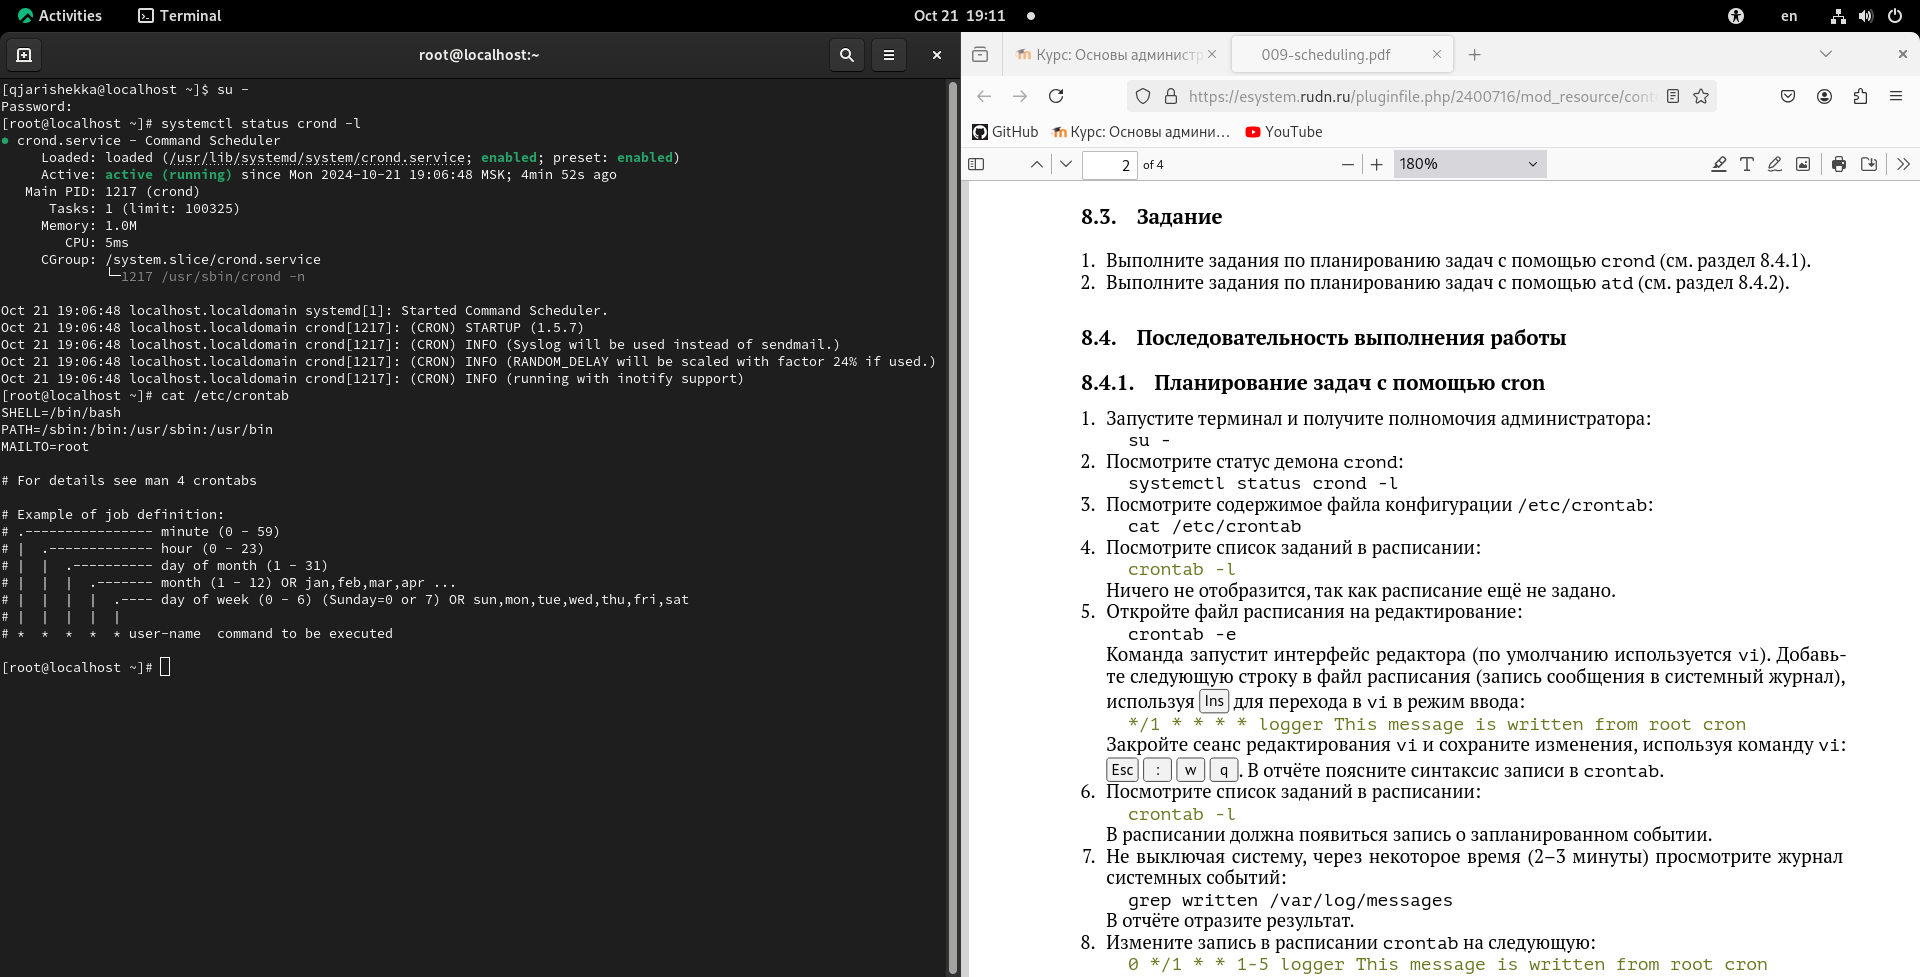 Activities
Terminal
Oct 21 19:11
en
root@localhost:~
[qjarishekka@localhost ~]$ su -
Password:
[root@localhost ~]# systemctl status crond -l
● crond.service - Command Scheduler
Loaded: loaded (/usr/lib/systemd/system/crond.service; enabled; preset: enabled)
Active: active (running) since Mon 2024-10-21 19:06:48 MSK; 4min 52s ago
Main PID: 1217 (crond)
Tasks: 1 (limit: 100325)
Memory: 1.0M
CPU: 5ms
CGroup: /system.slice/crond.service
└─1217 /usr/sbin/crond -n
Oct 21 19:06:48 localhost.localdomain systemd[1]: Started Command Scheduler.
Oct 21 19:06:48 localhost.localdomain crond[1217]: (CRON) STARTUP (1.5.7)
Oct 21 19:06:48 localhost.localdomain crond[1217]: (CRON) INFO (Syslog will be used instead of sendmail.)
Oct 21 19:06:48 localhost.localdomain crond[1217]: (CRON) INFO (RANDOM_DELAY will be scaled with factor 24% if used.)
Oct 21 19:06:48 localhost.localdomain crond[1217]: (CRON) INFO (running with inotify support)
[root@localhost ~]# cat /etc/crontab
SHELL=/bin/bash
PATH=/sbin:/bin:/usr/sbin:/usr/bin
MAILTO=root
# For details see man 4 crontabs
# Example of job definition:
# .---------------- minute (0 - 59)
# |  .------------- hour (0 - 23)
# |  |  .---------- day of month (1 - 31)
# |  |  |  .------- month (1 - 12) OR jan,feb,mar,apr ...
# |  |  |  |  .---- day of week (0 - 6) (Sunday=0 or 7) OR sun,mon,tue,wed,thu,fri,sat
# |  |  |  |  |
# *  *  *  *  * user-name  command to be executed
[root@localhost ~]#
Курс: Основы администр
009-scheduling.pdf
https://esystem.rudn.ru/pluginfile.php/2400716/mod_resource/cont
GitHub
Курс: Основы админи…
YouTube
2 of 4
180%
8.3. Задание
1. Выполните задания по планированию задач с помощью crond (см. раздел 8.4.1).
2. Выполните задания по планированию задач с помощью atd (см. раздел 8.4.2).
8.4. Последовательность выполнения работы
8.4.1. Планирование задач с помощью cron
1. Запустите терминал и получите полномочия администратора:
su -
2. Посмотрите статус демона crond:
systemctl status crond -l
3. Посмотрите содержимое файла конфигурации /etc/crontab:
cat /etc/crontab
4. Посмотрите список заданий в расписании:
crontab -l
Ничего не отобразится, так как расписание ещё не задано.
5. Откройте файл расписания на редактирование:
crontab -e
Команда запустит интерфейс редактора (по умолчанию используется vi). Добавь-
те следующую строку в файл расписания (запись сообщения в системный журнал),
используя Ins для перехода в vi в режим ввода:
*/1 * * * * logger This message is written from root cron
Закройте сеанс редактирования vi и сохраните изменения, используя команду vi:
Esc : w q. В отчёте поясните синтаксис записи в crontab.
6. Посмотрите список заданий в расписании:
crontab -l
В расписании должна появиться запись о запланированном событии.
7. Не выключая систему, через некоторое время (2–3 минуты) просмотрите журнал
системных событий:
grep written /var/log/messages
В отчёте отразите результат.
8. Измените запись в расписании crontab на следующую:
0 */1 * * 1-5 logger This message is written from root cron